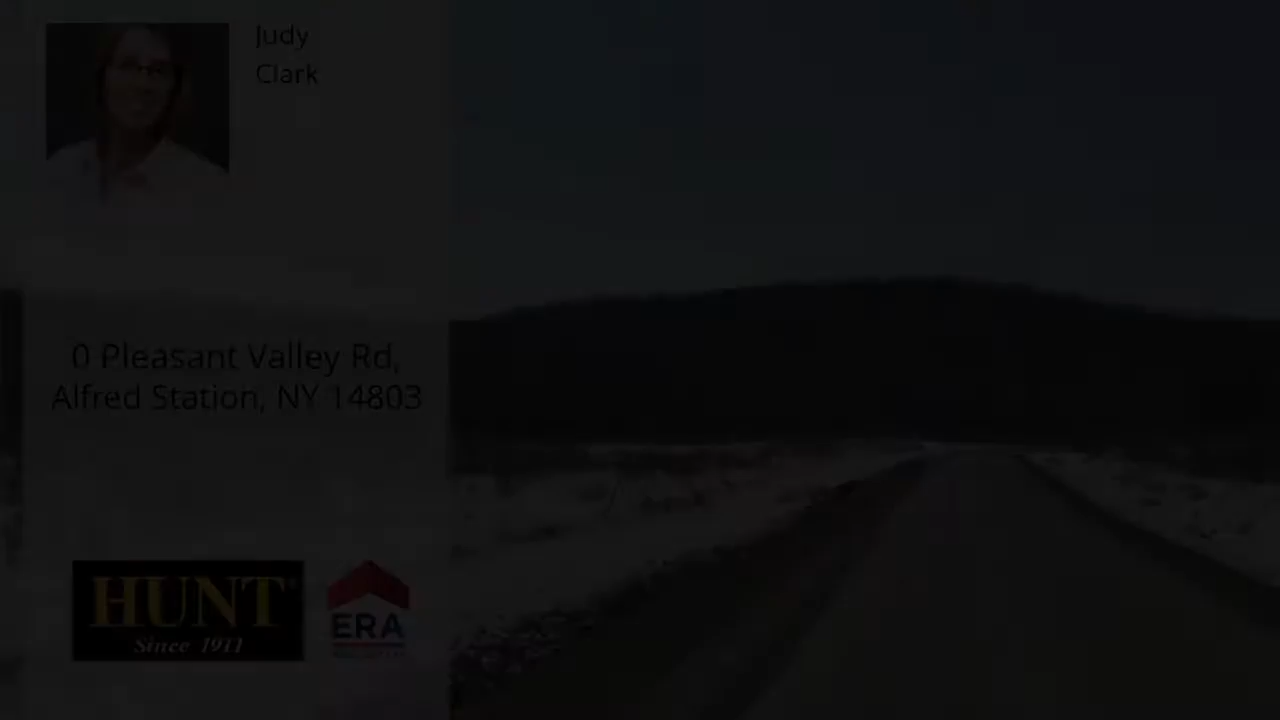 Judy
Clark
0 Pleasant Valley Rd,
Alfred Station, NY 14803
HUNT
Since 1911
ERA